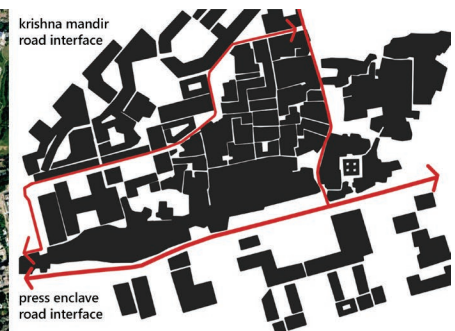 krishna mandir
road interface
press enclave
road interface